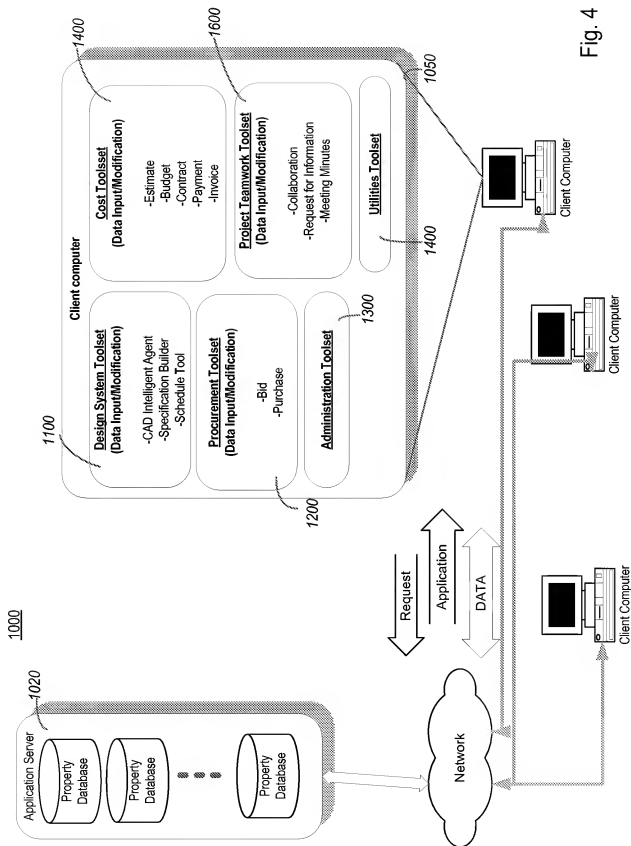 1000
Application Server
1020
Property
Database
Property
Database
Property
Database
Network
Request
Application
DATA
Client computer
1100
Design System Toolset
(Data Input/Modification)
-CAD Intelligent Agent
-Specification Builder
-Schedule Tool
1400
Cost Toolsset
(Data Input/Modification)
-Estimate
-Budget
-Contract
-Payment
-Invoice
1200
Procurement Toolset
(Data Input/Modification)
-Bid
-Purchase
1600
Project Teamwork Toolset
(Data Input/Modification)
-Collaboration
-Request for Information
-Meeting Minutes
1300
Administration Toolset
1400
Utilities Toolset
1050
Client Computer
Client Computer
Client Computer
Fig. 4